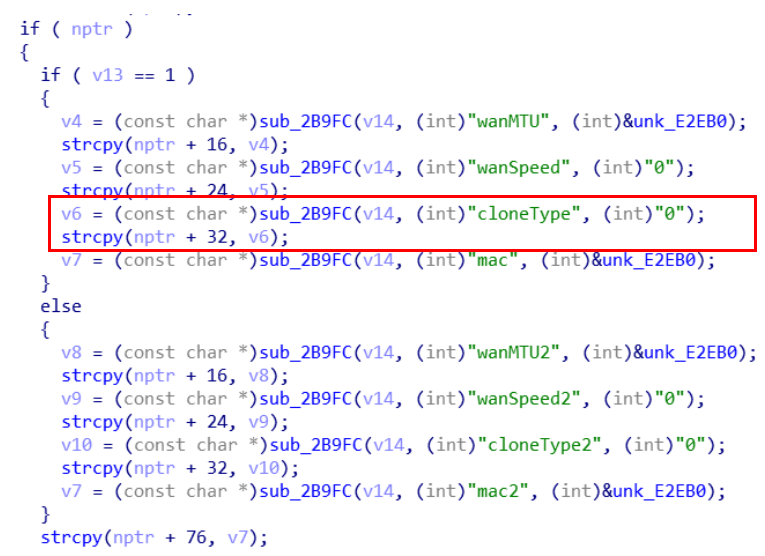 if ( nptr )
{
if ( v13 == 1 )
{
v4 = (const char *)sub_2B9FC(v14, (int)"wanMTU", (int)&unk_E2EB0);
strcpy(nptr + 16, v4);
v5 = (const char *)sub_2B9FC(v14, (int)"wanSpeed", (int)"0");
strcpy(nptr + 24, v5);
v6 = (const char *)sub_2B9FC(v14, (int)"cloneType", (int)"0");
strcpy(nptr + 32, v6);
v7 = (const char *)sub_2B9FC(v14, (int)"mac", (int)&unk_E2EB0);
}
else
{
v8 = (const char *)sub_2B9FC(v14, (int)"wanMTU2", (int)&unk_E2EB0);
strcpy(nptr + 16, v8);
v9 = (const char *)sub_2B9FC(v14, (int)"wanSpeed2", (int)"0");
strcpy(nptr + 24, v9);
v10 = (const char *)sub_2B9FC(v14, (int)"cloneType2", (int)"0");
strcpy(nptr + 32, v10);
v7 = (const char *)sub_2B9FC(v14, (int)"mac2", (int)&unk_E2EB0);
}
strcpy(nptr + 76, v7);